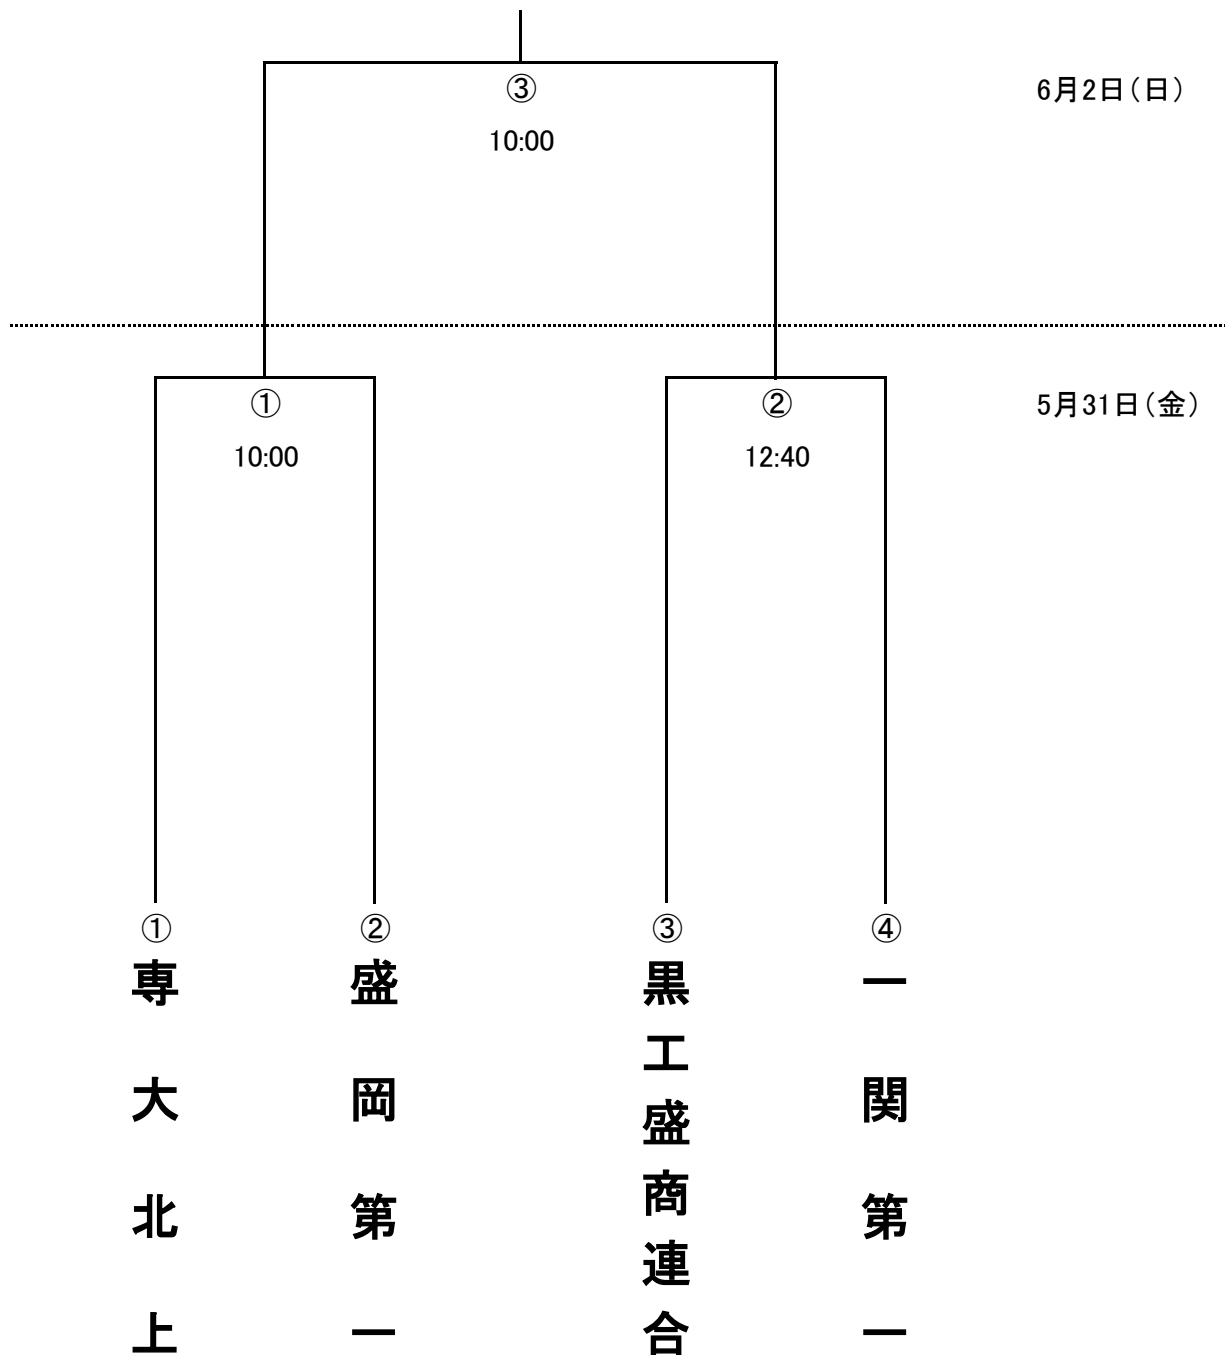 ③
6月2日(日)
10:00
①
②
5月31日(金)
10:00
12:40
①
②
③
④
専大北上
盛岡第一
黒工盛商連合
一関第一